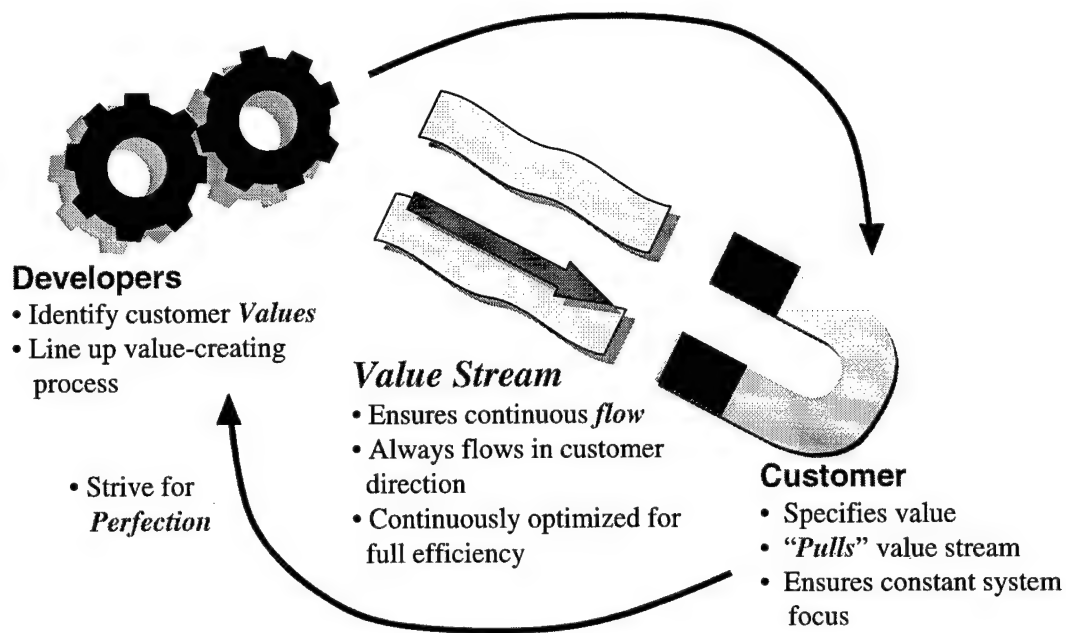 Developers
• Identify customer Values
• Line up value-creating
process
• Strive for
Perfection
Value Stream
• Ensures continuous flow
• Always flows in customer
direction
• Continuously optimized for
full efficiency
Customer
• Specifies value
• “Pulls” value stream
• Ensures constant system
focus